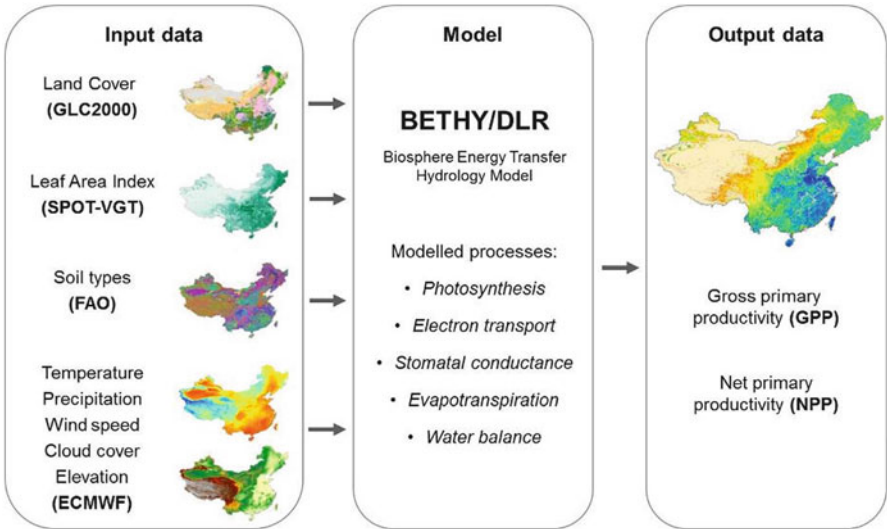 Input data
Land Cover
(GLC2000)
Leaf Area Index
(SPOT-VGT)
Soil types
(FAO)
Temperature
Precipitation
Wind speed
Cloud cover
Elevation
(ECMWF)
Model
BETHY/DLR
Biosphere Energy Transfer
Hydrology Model
Modelled processes:
• Photosynthesis
• Electron transport
• Stomatal conductance
• Evapotranspiration
• Water balance
Output data
Gross primary
productivity (GPP)
Net primary
productivity (NPP)